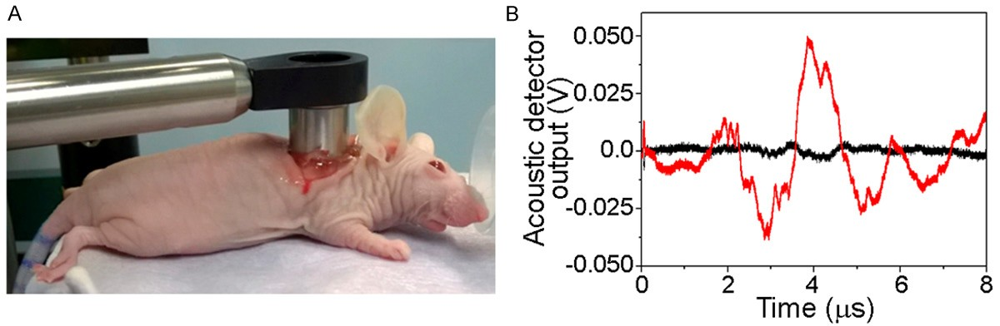 A
B
Acoustic detector
output (V)
0.050
0.025
0.0
-0.025
-0.050
0 2 4 6 8
Time (μs)